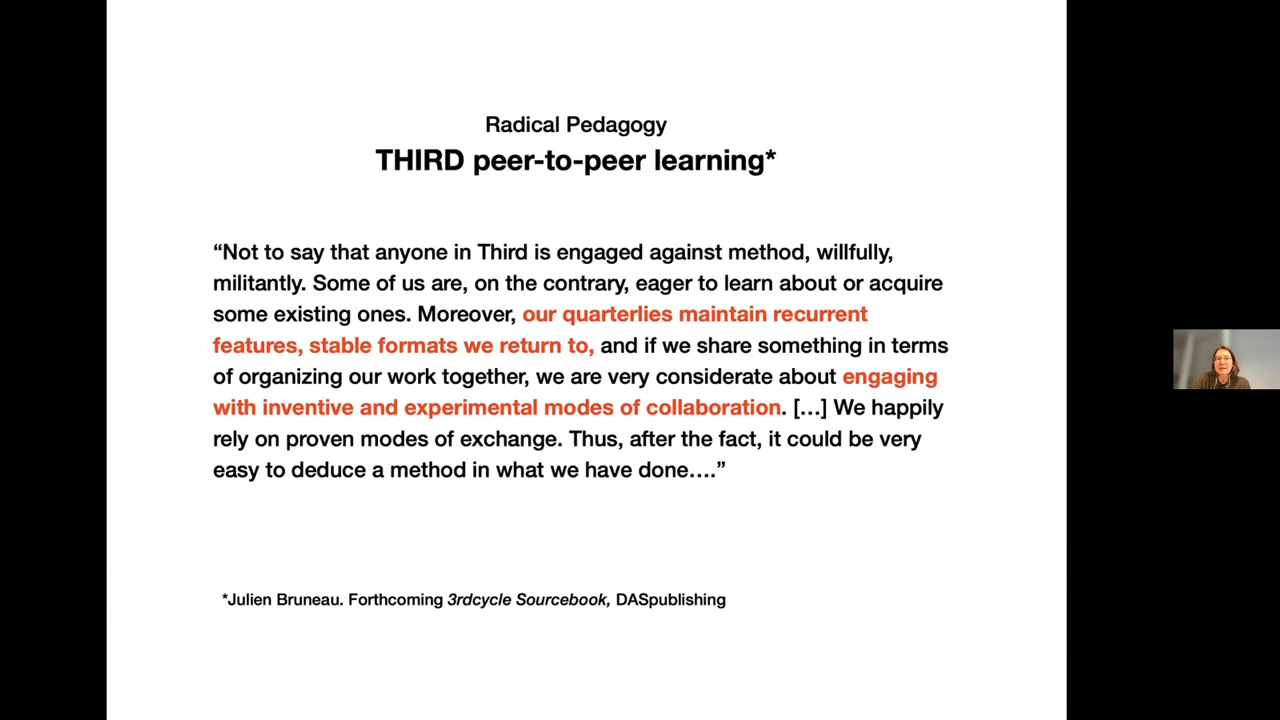 Radical Pedagogy
THIRD peer-to-peer learning*
“Not to say that anyone in Third is engaged against method, willfully,
militantly. Some of us are, on the contrary, eager to learn about or acquire
some existing ones. Moreover, our quarterlies maintain recurrent
features, stable formats we return to, and if we share something in terms
of organizing our work together, we are very considerate about engaging
with inventive and experimental modes of collaboration. […] We happily
rely on proven modes of exchange. Thus, after the fact, it could be very
easy to deduce a method in what we have done….”
*Julien Bruneau. Forthcoming 3rdcycle Sourcebook, DASpublishing